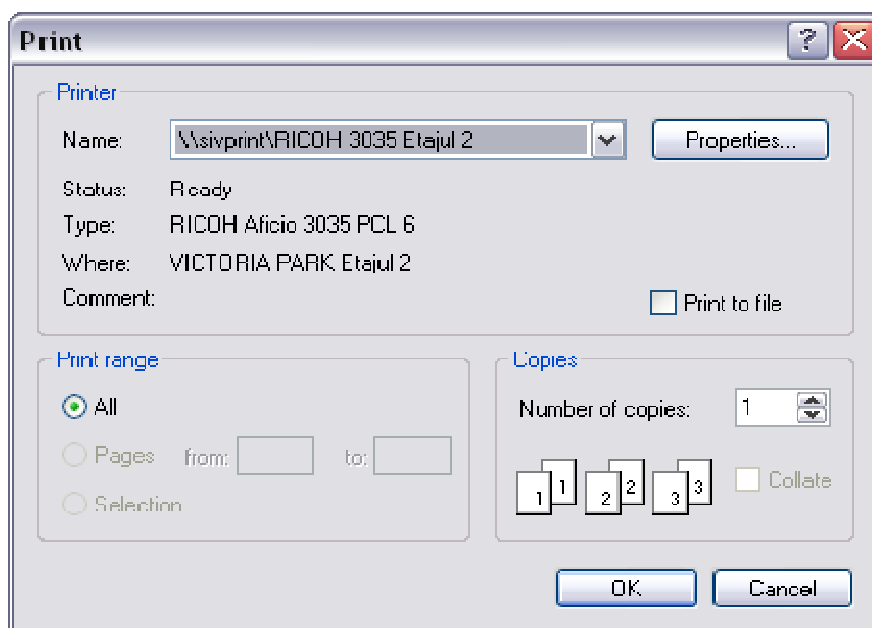 Print
Printer
Name: \\sivprint\RICOH 3035 Etajul 2 Properties...
Status: Ready
Type: RICOH Aficio 3035 PCL 6
Where: VICTORIA PARK, Etajul 2
Comment:
Print to file
Print range
All
Pages from: to:
Selection
Copies
Number of copies: 1
1 1 2 2 3 3
Collate
OK Cancel